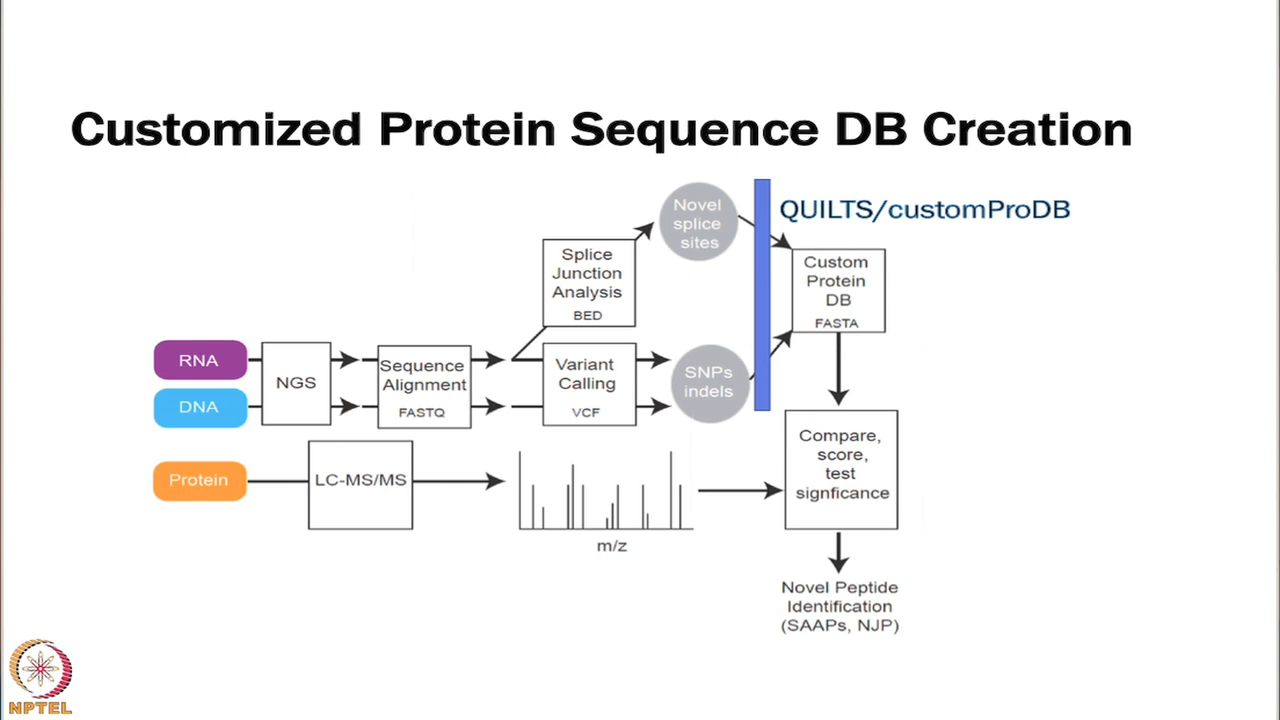 Customized Protein Sequence DB Creation
QUILTS/customProDB
Novel
splice
sites
Splice
Junction
Analysis
BED
Custom
Protein
DB
FASTA
RNA
DNA
NGS
Sequence
Alignment
FASTQ
Variant
Calling
VCF
SNPs
indels
Protein
LC-MS/MS
m/z
Compare,
score,
test
signficance
Novel Peptide
Identification
(SAAPs, NJP)
NPTEL